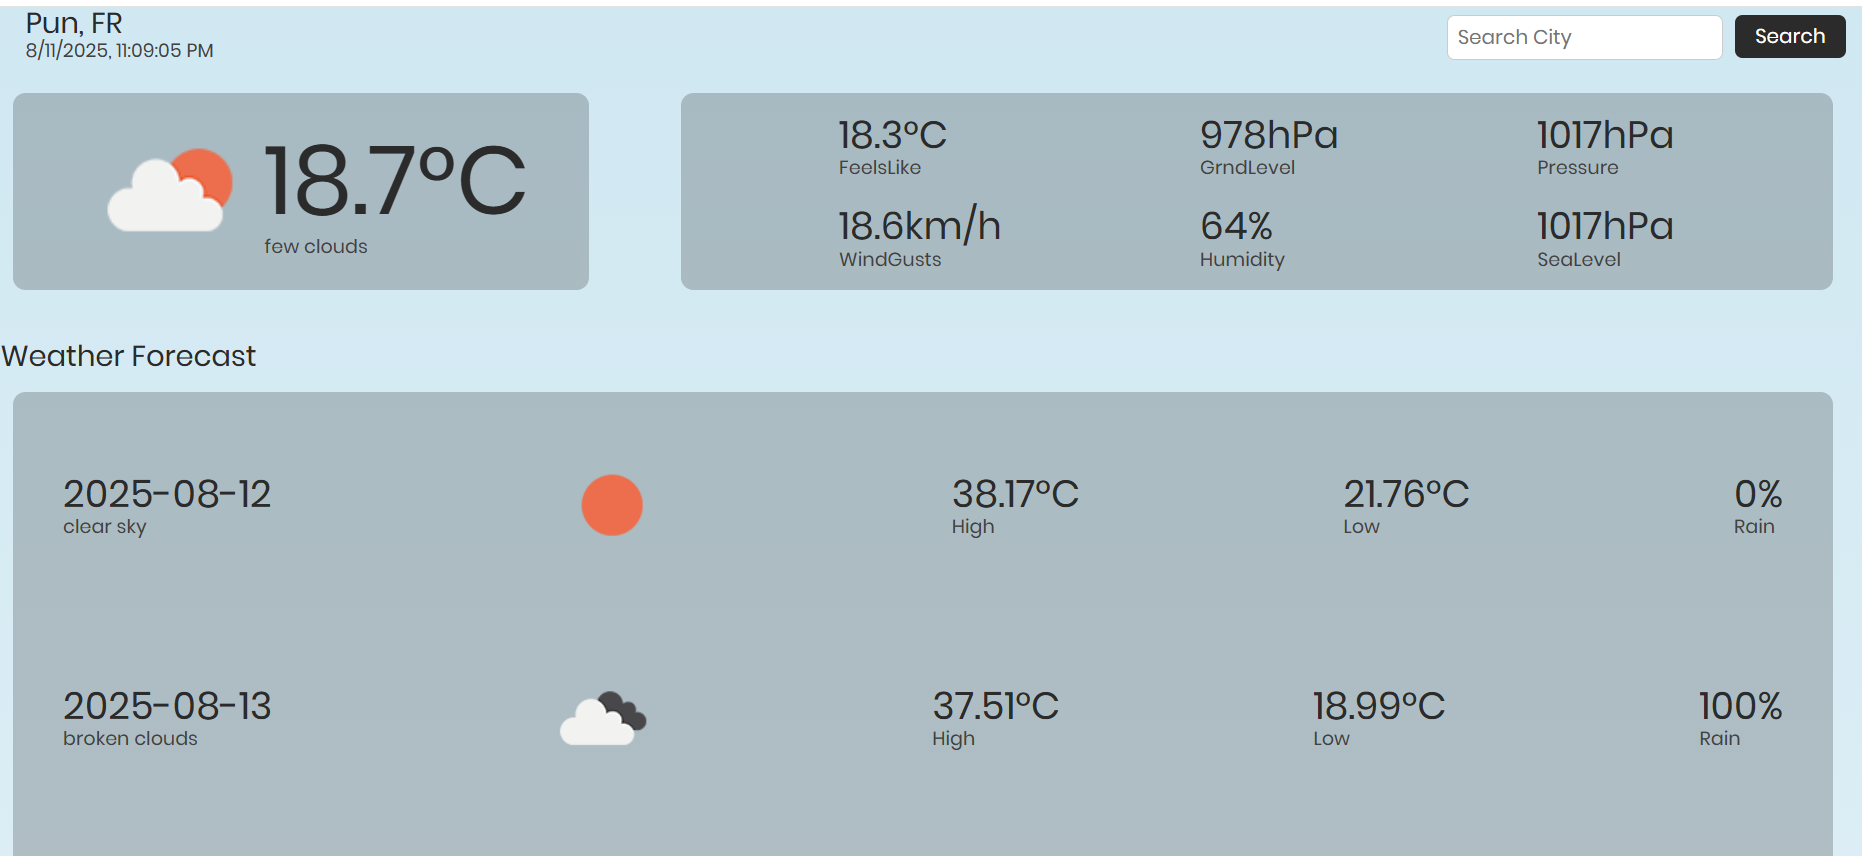 Pun, FR
8/11/2025, 11:09:05 PM
Search City
Search
18.7°C
few clouds
18.3°C
FeelsLike
978hPa
GrndLevel
1017hPa
Pressure
18.6km/h
WindGusts
64%
Humidity
1017hPa
SeaLevel
Weather Forecast
2025-08-12
clear sky
38.17°C
High
21.76°C
Low
0%
Rain
2025-08-13
broken clouds
37.51°C
High
18.99°C
Low
100%
Rain